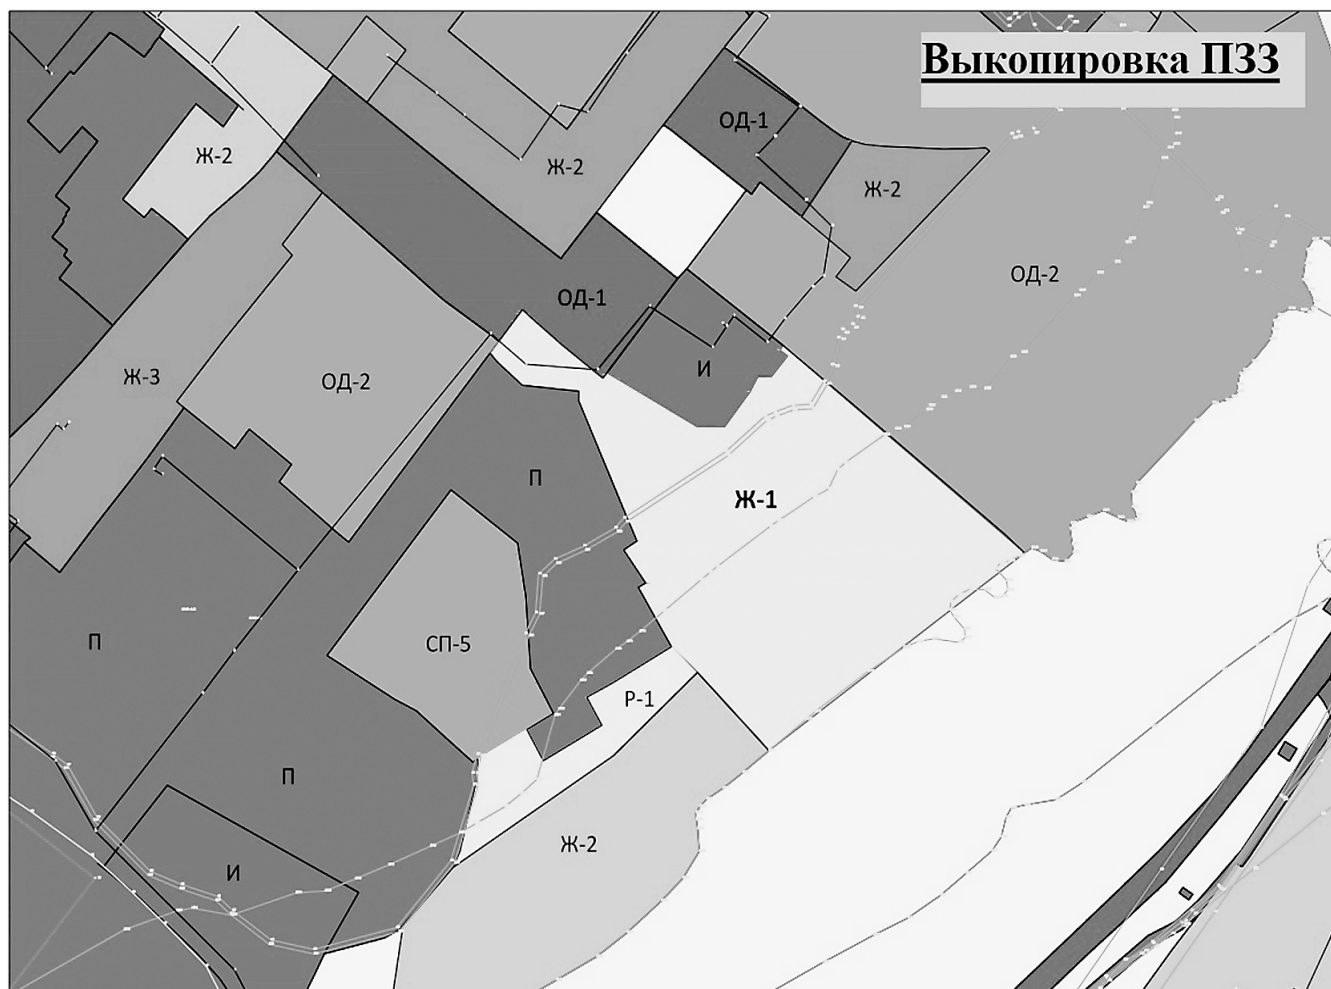 Выкопировка ПЗЗ
ОД-1
Ж-2
Ж-2
Ж-2
ОД-2
ОД-1
И
Ж-3
ОД-2
П
Ж-1
П
СП-5
Р-1
П
Ж-2
И